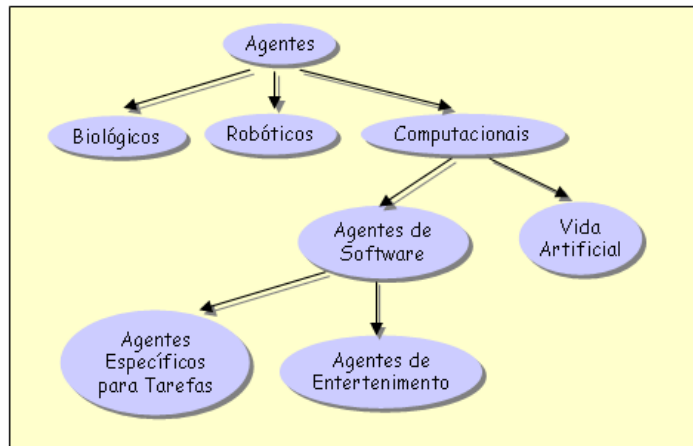 Agentes
Biológicos
Robóticos
Computacionais
Agentes de
Software
Vida
Artificial
Agentes
Específicos
para Tarefas
Agentes de
Entertenimento